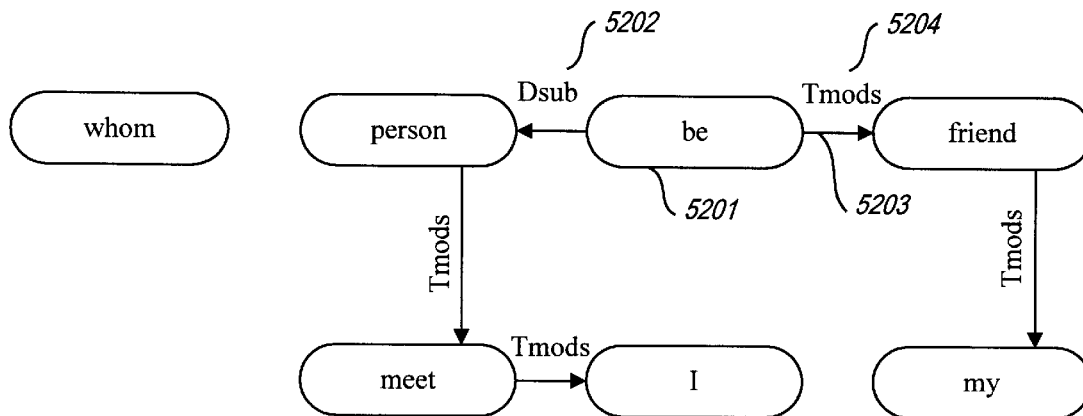 5202
5204
Dsub
Tmods
whom
person
be
friend
5201
5203
Tmods
Tmods
Tmods
meet
I
my